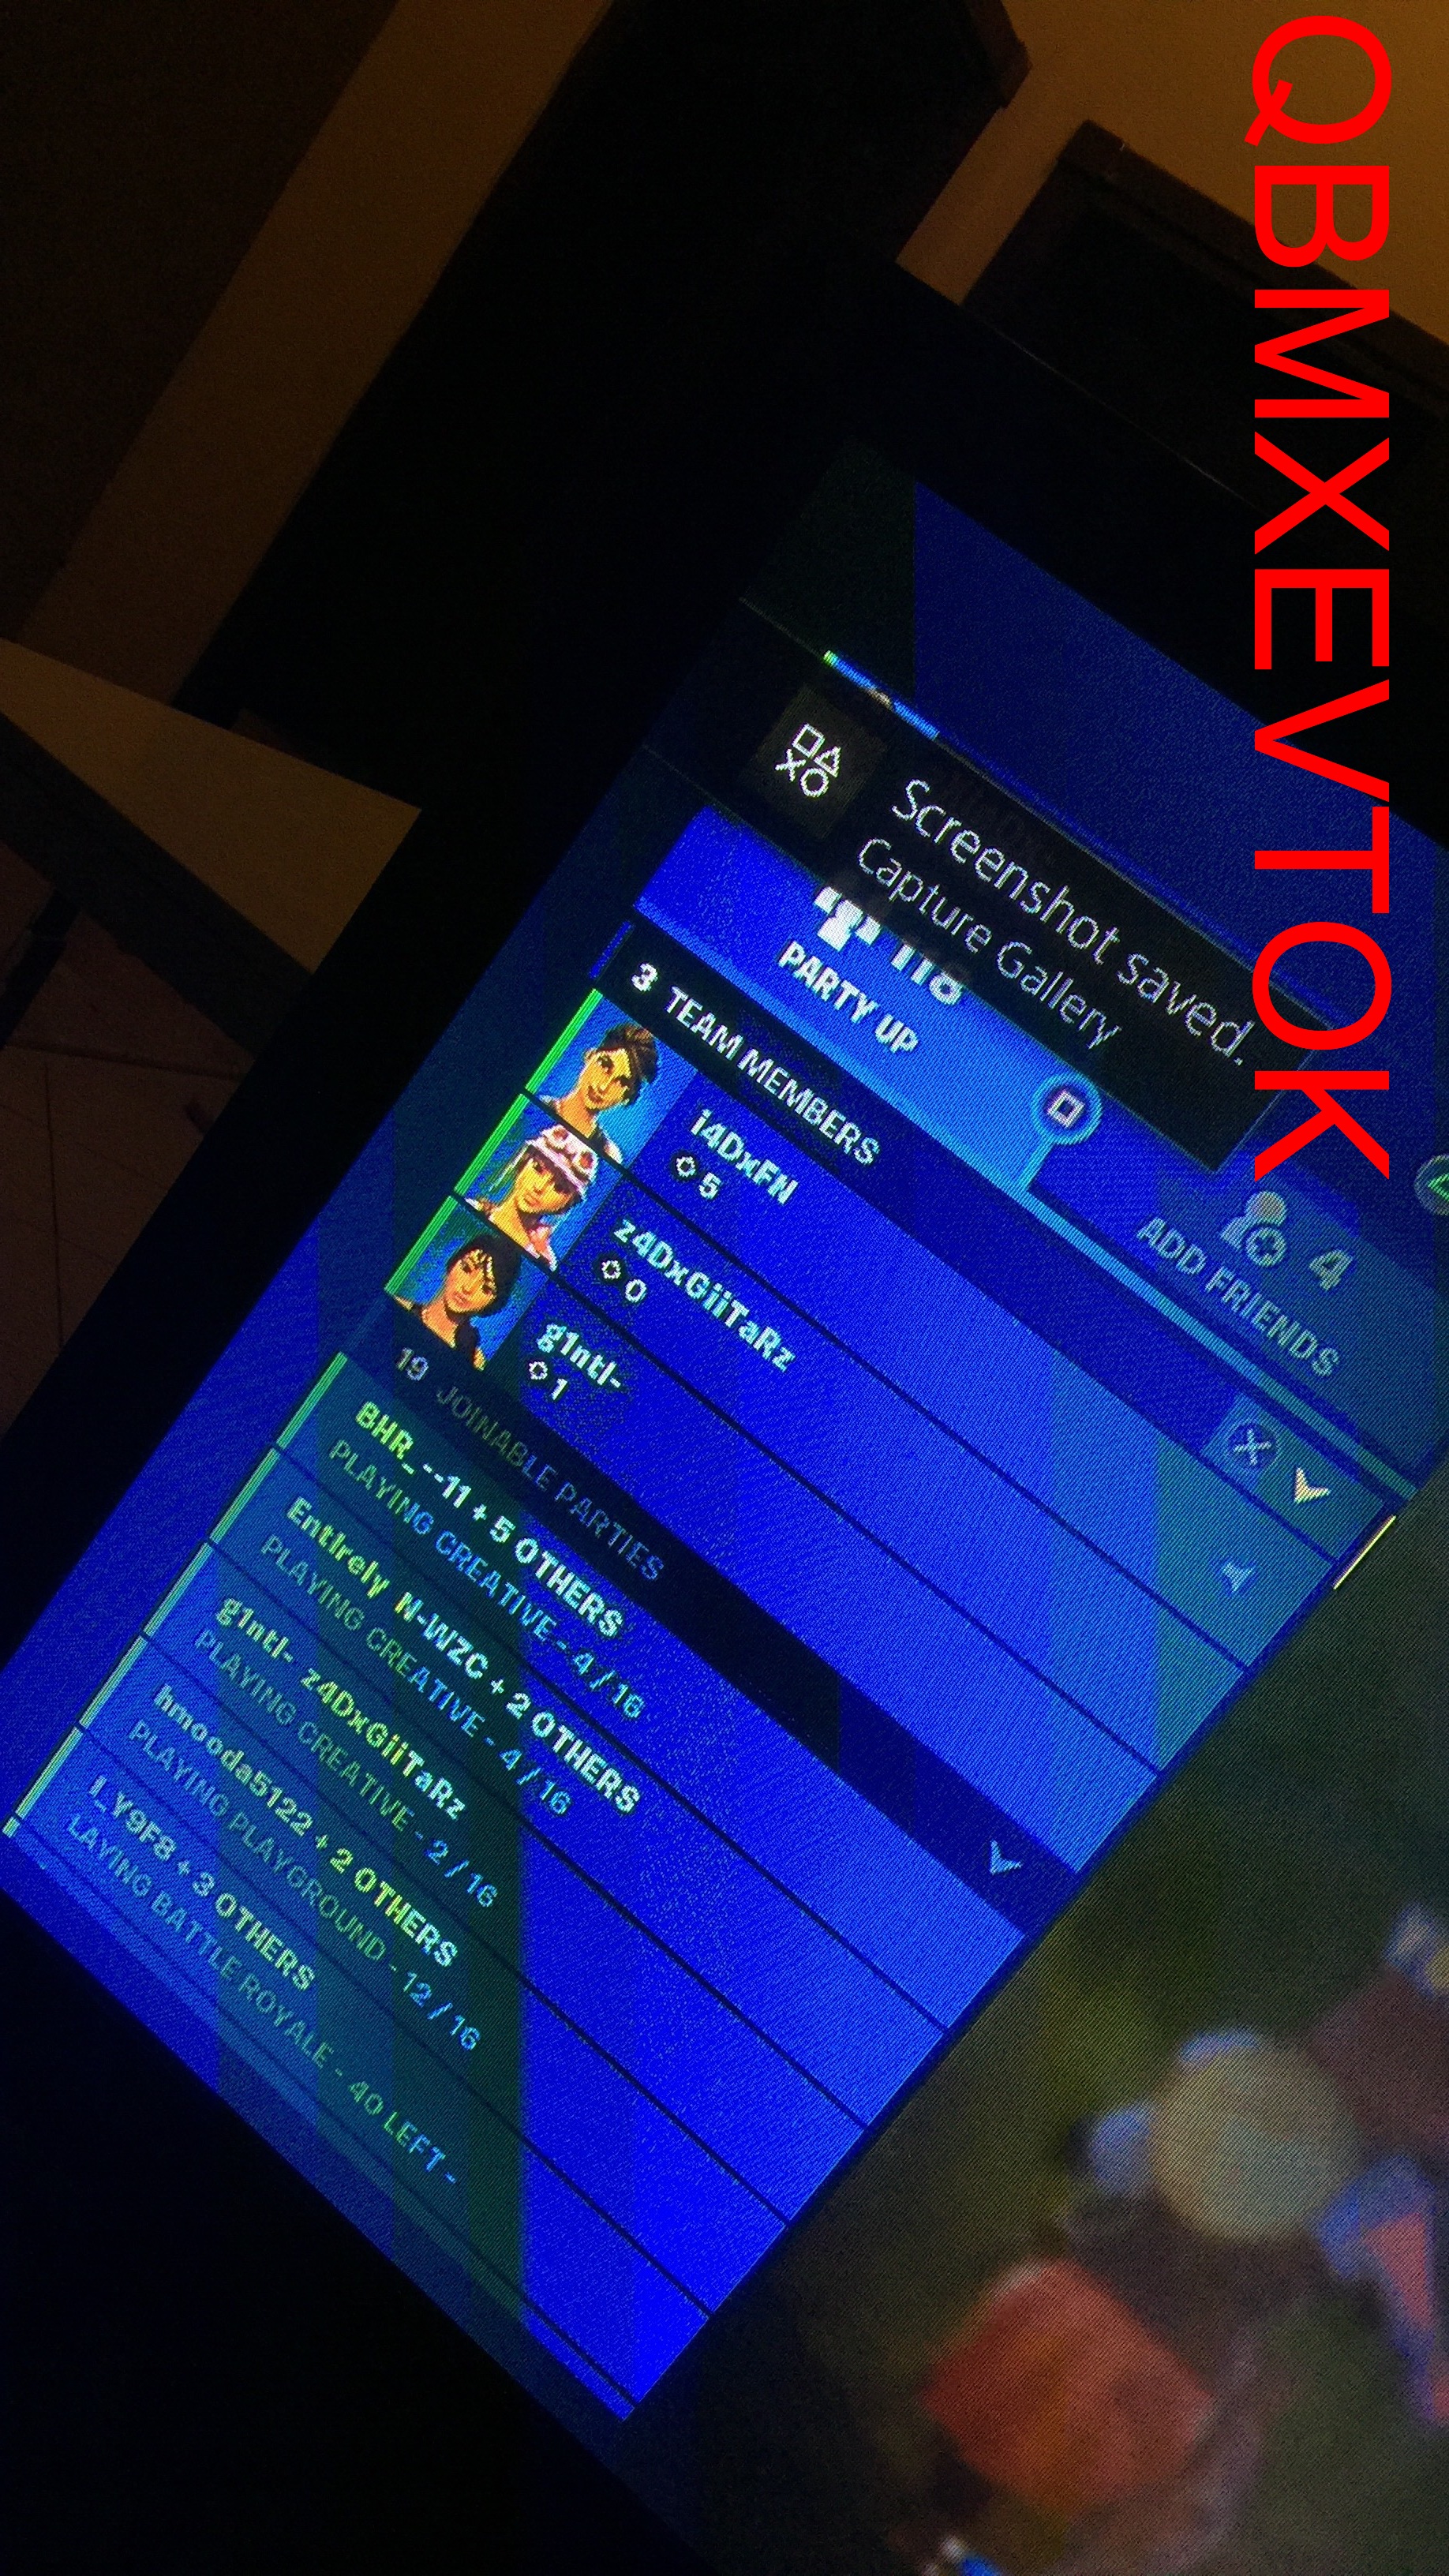 QBMXEVTOK
Screenshot saved.
Capture Gallery
PARTY UP
4
ADD FRIENDS
3 TEAM MEMBERS
i4DxFN
5
z4DxGiiTaRz
0
g1ntl-
1
19 JOINABLE PARTIES
BHR_--11 + 5 OTHERS
PLAYING CREATIVE - 4 / 16
Entlrely N-WZC + 2 OTHERS
PLAYING CREATIVE - 4 / 16
g1ntl- z4DxGiiTaRz
PLAYING CREATIVE - 2 / 16
hmooda5122 + 2 OTHERS
PLAYING PLAYGROUND - 12 / 16
I_Y9F8 + 3 OTHERS
LAYING BATTLE ROYALE - 40 LEFT -